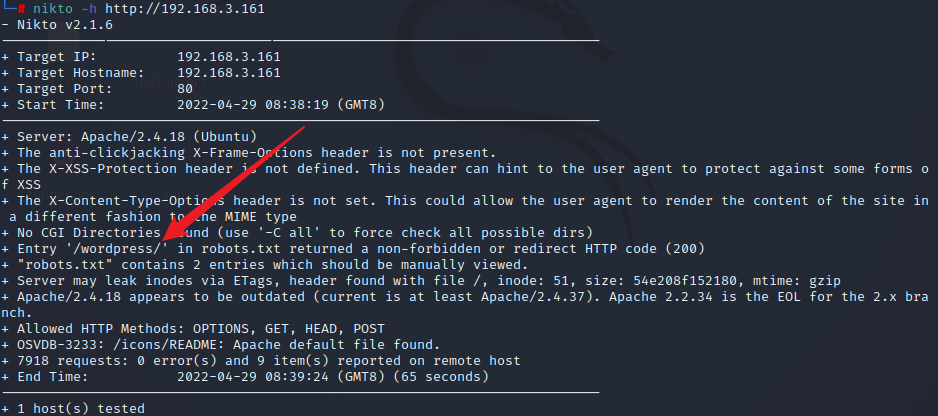 # nikto -h http://192.168.3.161
- Nikto v2.1.6
---------------------------------------------------------------------------
+ Target IP:          192.168.3.161
+ Target Hostname:    192.168.3.161
+ Target Port:        80
+ Start Time:         2022-04-29 08:38:19 (GMT8)
---------------------------------------------------------------------------
+ Server: Apache/2.4.18 (Ubuntu)
+ The anti-clickjacking X-Frame-Options header is not present.
+ The X-XSS-Protection header is not defined. This header can hint to the user agent to protect against some forms o
f XSS
+ The X-Content-Type-Options header is not set. This could allow the user agent to render the content of the site in
 a different fashion to the MIME type
+ No CGI Directories found (use '-C all' to force check all possible dirs)
+ Entry '/wordpress/' in robots.txt returned a non-forbidden or redirect HTTP code (200)
+ "robots.txt" contains 2 entries which should be manually viewed.
+ Server may leak inodes via ETags, header found with file /, inode: 51, size: 54e208f152180, mtime: gzip
+ Apache/2.4.18 appears to be outdated (current is at least Apache/2.4.37). Apache 2.2.34 is the EOL for the 2.x bra
nch.
+ Allowed HTTP Methods: OPTIONS, GET, HEAD, POST
+ OSVDB-3233: /icons/README: Apache default file found.
+ 7918 requests: 0 error(s) and 9 item(s) reported on remote host
+ End Time:           2022-04-29 08:39:24 (GMT8) (65 seconds)
---------------------------------------------------------------------------
+ 1 host(s) tested